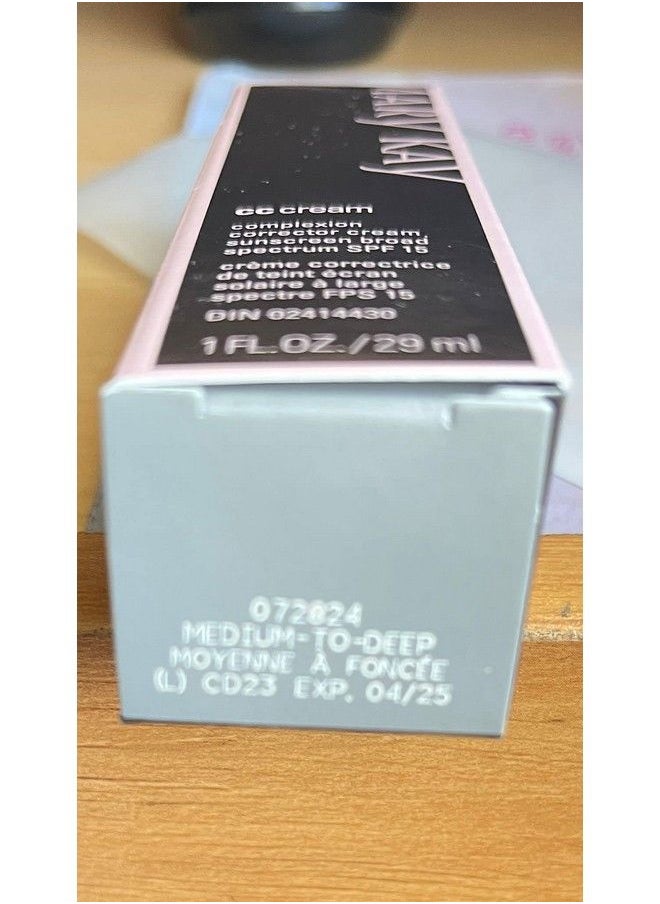 MARY KAY
cc cream
complexion
corrector cream
sunscreen broad
spectrum SPF 15
crème correctrice
de teint écran
solaire à large
spectre FPS 15
DIN 02414430
1 FL.OZ./29 ml
072824
MEDIUM-TO-DEEP
MOYENNE À FONCÉE
(L) CD23 EXP. 04/25